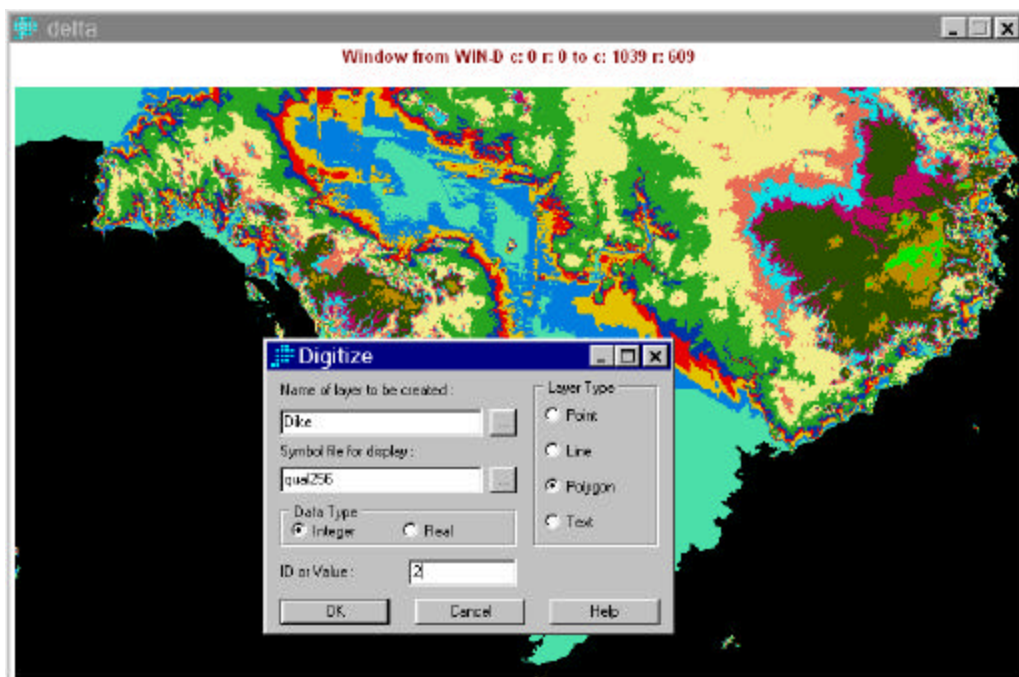 delta
Window from WIN-D c: 0 r: 0 to c: 1039 r: 609
Digitize
Name of layer to be created :
Dike
...
Symbol file for display :
qual256
...
Data Type
Integer
Real
ID or Value :
2
Layer Type
Point
Line
Polygon
Text
OK
Cancel
Help